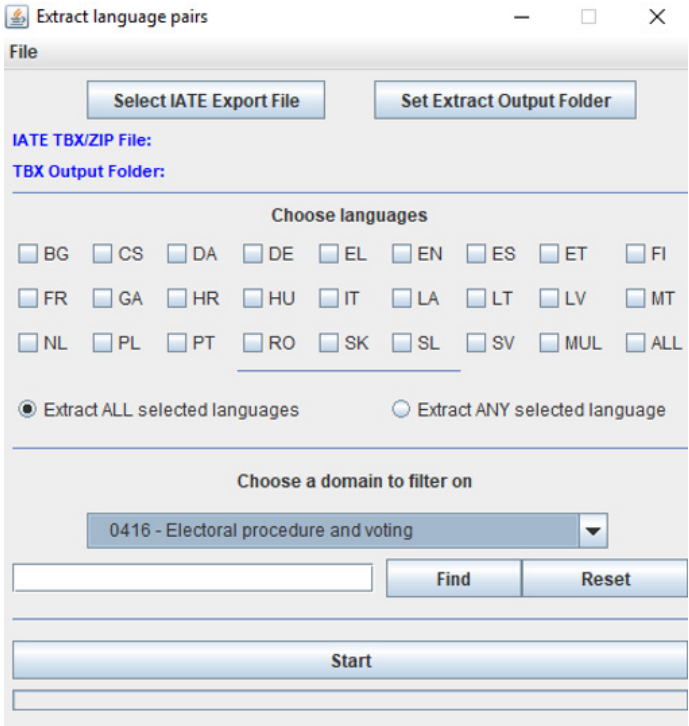 Extract language pairs
File
Select IATE Export File Set Extract Output Folder
IATE TBX/ZIP File:
TBX Output Folder:
Choose languages
BG CS DA DE EL EN ES ET FI
FR GA HR HU IT LA LT LV MT
NL PL PT RO SK SL SV MUL ALL
Extract ALL selected languages Extract ANY selected language
Choose a domain to filter on
0416 - Electoral procedure and voting
Find Reset
Start